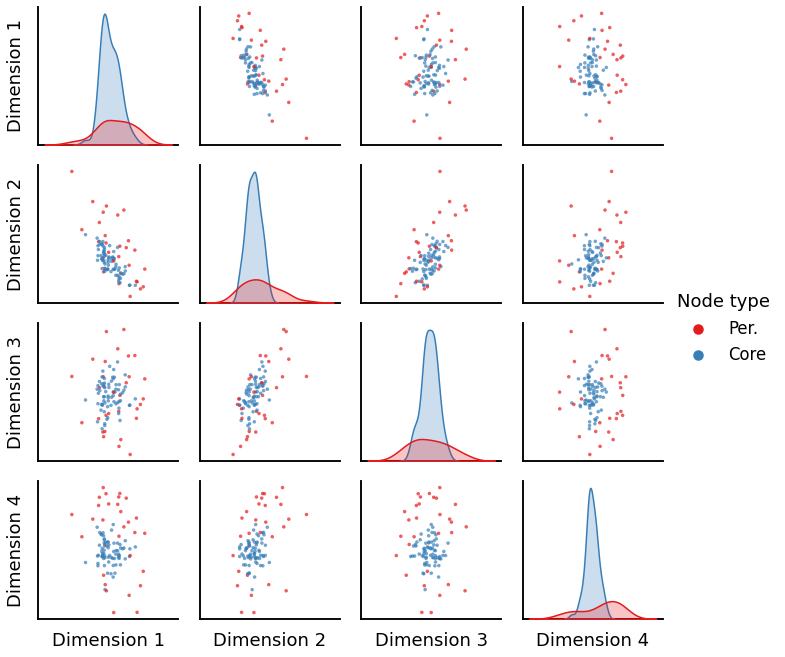 Dimension 1
Dimension 2
Node type
Per.
Core
Dimension 3
Dimension 4
Dimension 1
Dimension 2
Dimension 3
Dimension 4